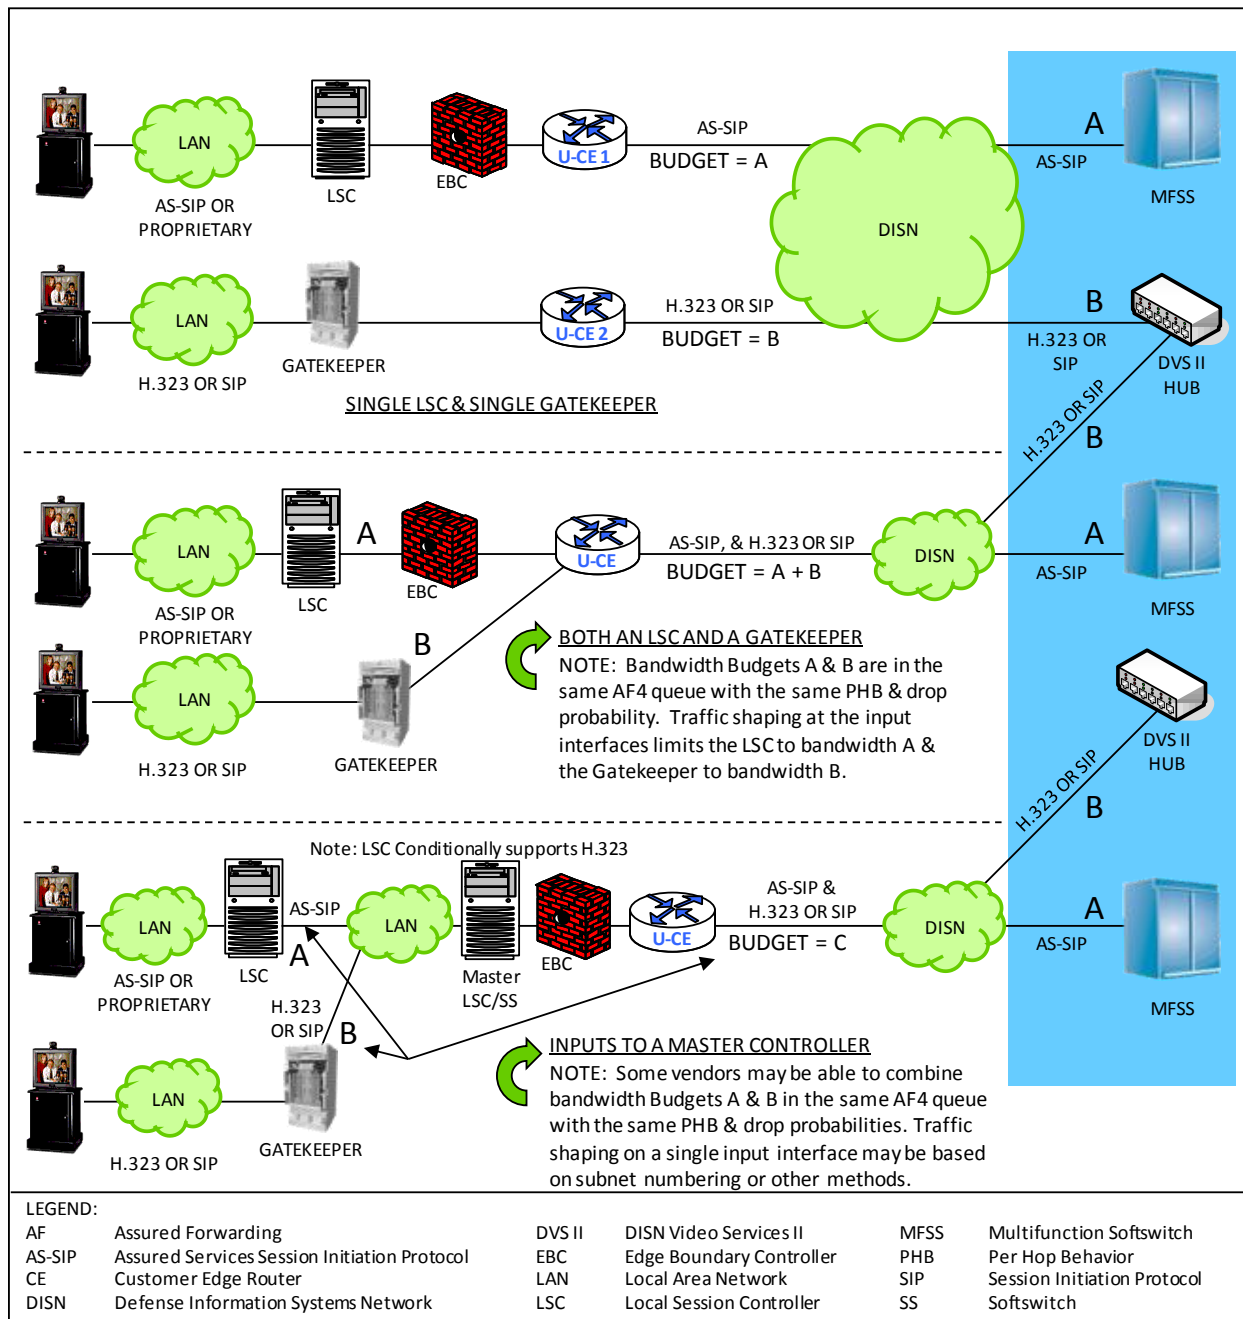 LAN
AS-SIP OR
PROPRIETARY
LSC
EBC
U-CE 1
AS-SIP
BUDGET = A
DISN
A
AS-SIP
MFSS
LAN
H.323 OR SIP
GATEKEEPER
U-CE 2
H.323 OR SIP
BUDGET = B
B
H.323 OR
SIP
DVS II
HUB
SINGLE LSC & SINGLE GATEKEEPER
H.323 OR SIP
B
LAN
AS-SIP OR
PROPRIETARY
LSC
A
EBC
U-CE
AS-SIP, & H.323 OR SIP
BUDGET = A + B
DISN
A
AS-SIP
MFSS
LAN
H.323 OR SIP
B
GATEKEEPER
BOTH AN LSC AND A GATEKEEPER
NOTE: Bandwidth Budgets A & B are in the
same AF4 queue with the same PHB & drop
probability. Traffic shaping at the input
interfaces limits the LSC to bandwidth A &
the Gatekeeper to bandwidth B.
DVS II
HUB
H.323 OR SIP
B
Note: LSC Conditionally supports H.323
LAN
AS-SIP OR
PROPRIETARY
LSC
AS-SIP
A
LAN
Master
LSC/SS
EBC
U-CE
AS-SIP &
H.323 OR SIP
BUDGET = C
DISN
A
AS-SIP
MFSS
H.323
OR SIP
B
LAN
H.323 OR SIP
GATEKEEPER
INPUTS TO A MASTER CONTROLLER
NOTE: Some vendors may be able to combine
bandwidth Budgets A & B in the same AF4 queue
with the same PHB & drop probabilities. Traffic
shaping on a single input interface may be based
on subnet numbering or other methods.
LEGEND:
AF Assured Forwarding DVS II DISN Video Services II MFSS Multifunction Softswitch
AS-SIP Assured Services Session Initiation Protocol EBC Edge Boundary Controller PHB Per Hop Behavior
CE Customer Edge Router LAN Local Area Network SIP Session Initiation Protocol
DISN Defense Information Systems Network LSC Local Session Controller SS Softswitch